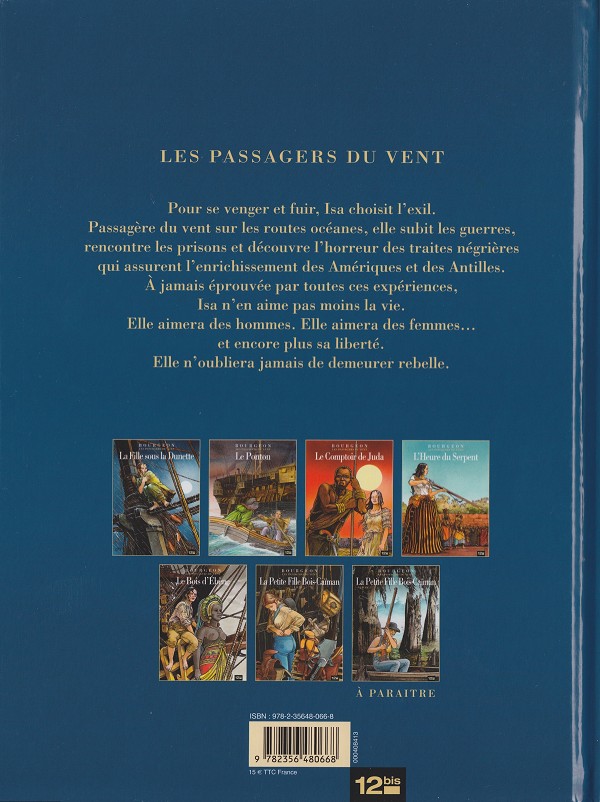 LES PASSAGERS DU VENT
Pour se venger et fuir, Isa choisit l'exil.
Passagère du vent sur les routes océanes, elle subit les guerres,
rencontre les prisons et découvre l'horreur des traites négrières
qui assurent l'enrichissement des Amériques et des Antilles.
À jamais éprouvée par toutes ces expériences,
Isa n'en aime pas moins la vie.
Elle aimera des hommes. Elle aimera des femmes...
et encore plus sa liberté.
Elle n'oubliera jamais de demeurer rebelle.
BOURGEON
La Fille sous la Dunette
BOURGEON
Le Ponton
BOURGEON
Le Comptoir de Juda
BOURGEON
L'Heure du Serpent
BOURGEON
Le Bois d'Ébène
BOURGEON
La Petite Fille Bois-Caïman
BOURGEON
La Petite Fille Bois-Caïman
À PARAITRE
ISBN : 978-2-35648-066-8
9 782356 480668
15 € TTC France
000408413
12bis